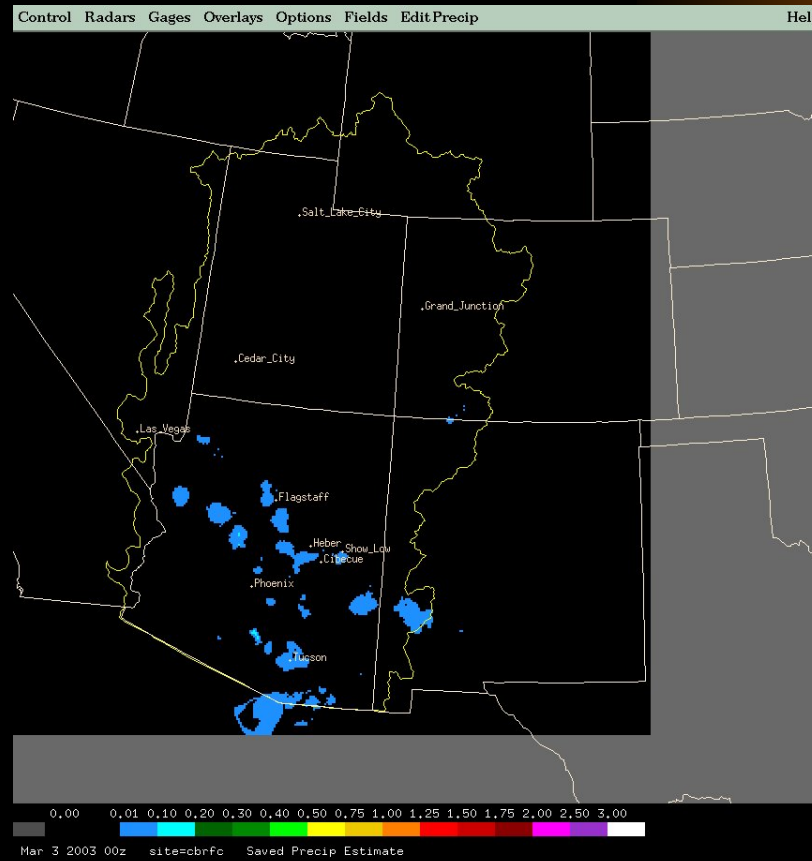 Control Radars Gages Overlays Options Fields Edit Precip Hel
.Salt_Lake_City
.Grand_Junction
.Cedar_City
.Las_Vegas
.Flagstaff
.Heber
.Show_Low
.Cibecue
.Phoenix
.Tucson
0.00 0.01 0.10 0.20 0.30 0.40 0.50 0.75 1.00 1.25 1.50 1.75 2.00 2.50 3.00
Mar 3 2003 00z site=cbrfc Saved Precip Estimate